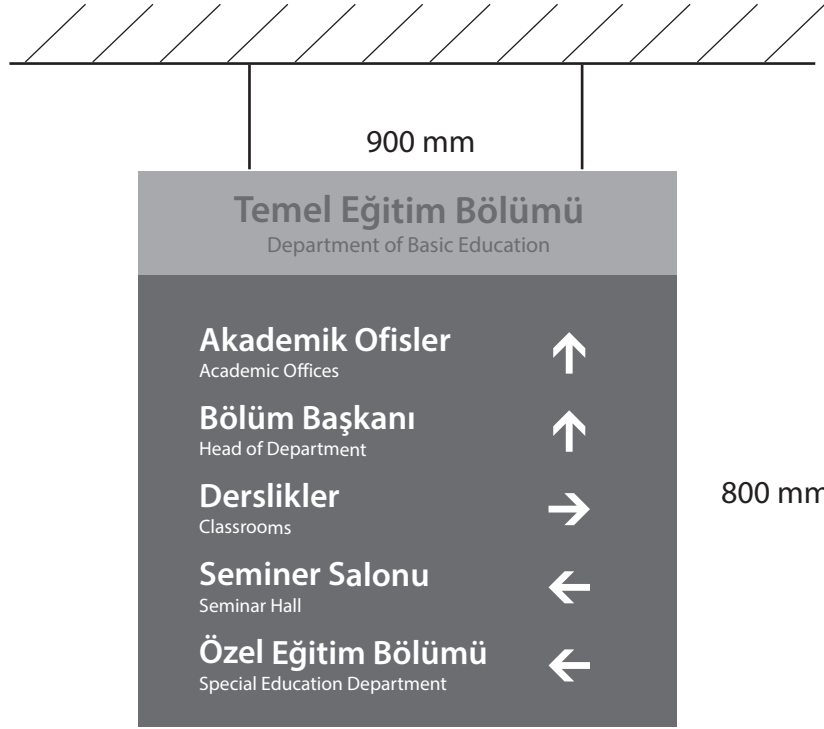 900 mm
Temel Eğitim Bölümü
Department of Basic Education
Akademik Ofisler
Academic Offices
Bölüm Başkanı
Head of Department
Derslikler
Classrooms
800 mm
Seminer Salonu
Seminar Hall
Özel Eğitim Bölümü
Special Education Department